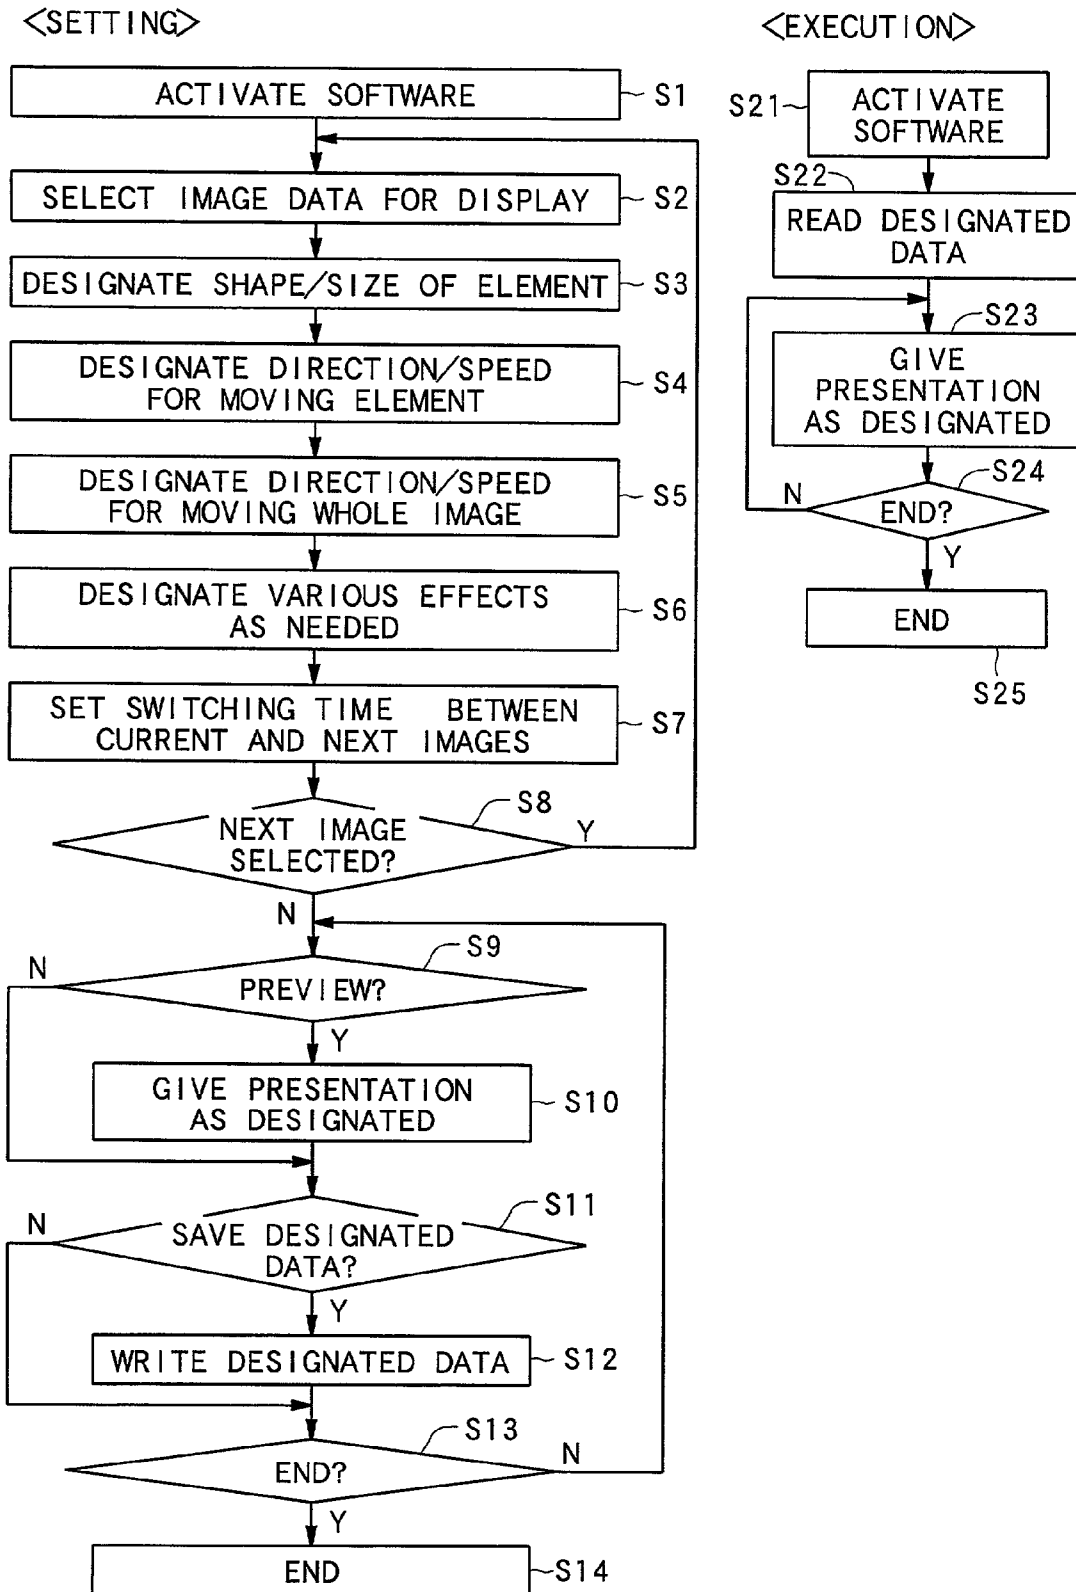 <SETTING>
ACTIVATE SOFTWARE
S1
SELECT IMAGE DATA FOR DISPLAY
S2
DESIGNATE SHAPE/SIZE OF ELEMENT
S3
DESIGNATE DIRECTION/SPEED
FOR MOVING ELEMENT
S4
DESIGNATE DIRECTION/SPEED
FOR MOVING WHOLE IMAGE
S5
DESIGNATE VARIOUS EFFECTS
AS NEEDED
S6
SET SWITCHING TIME BETWEEN
CURRENT AND NEXT IMAGES
S7
S8
NEXT IMAGE
SELECTED?
Y
N
S9
N
PREVIEW?
Y
GIVE PRESENTATION
AS DESIGNATED
S10
S11
N
SAVE DESIGNATED
DATA?
Y
WRITE DESIGNATED DATA
S12
S13
N
END?
Y
END
S14
<EXECUTION>
S21
ACTIVATE
SOFTWARE
S22
READ DESIGNATED
DATA
S23
GIVE
PRESENTATION
AS DESIGNATED
S24
N
END?
Y
END
S25